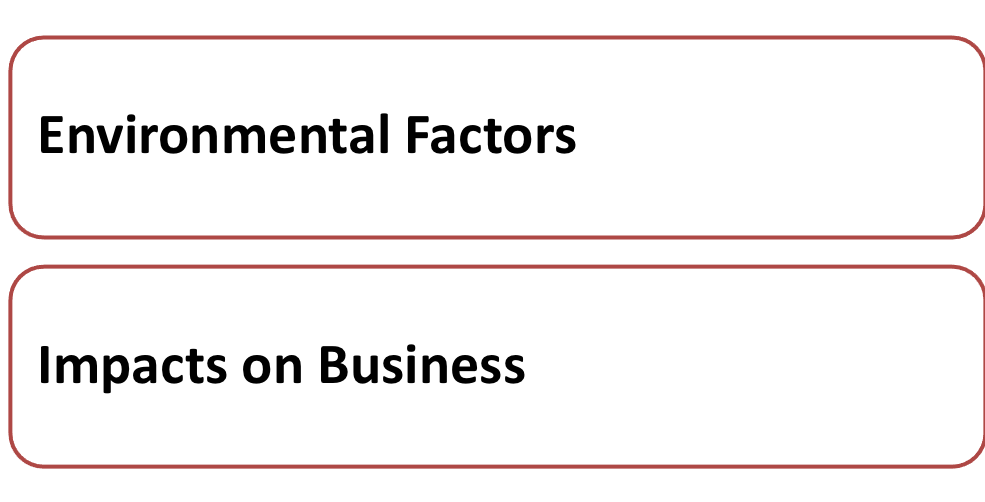 Environmental Factors
Impacts on Business